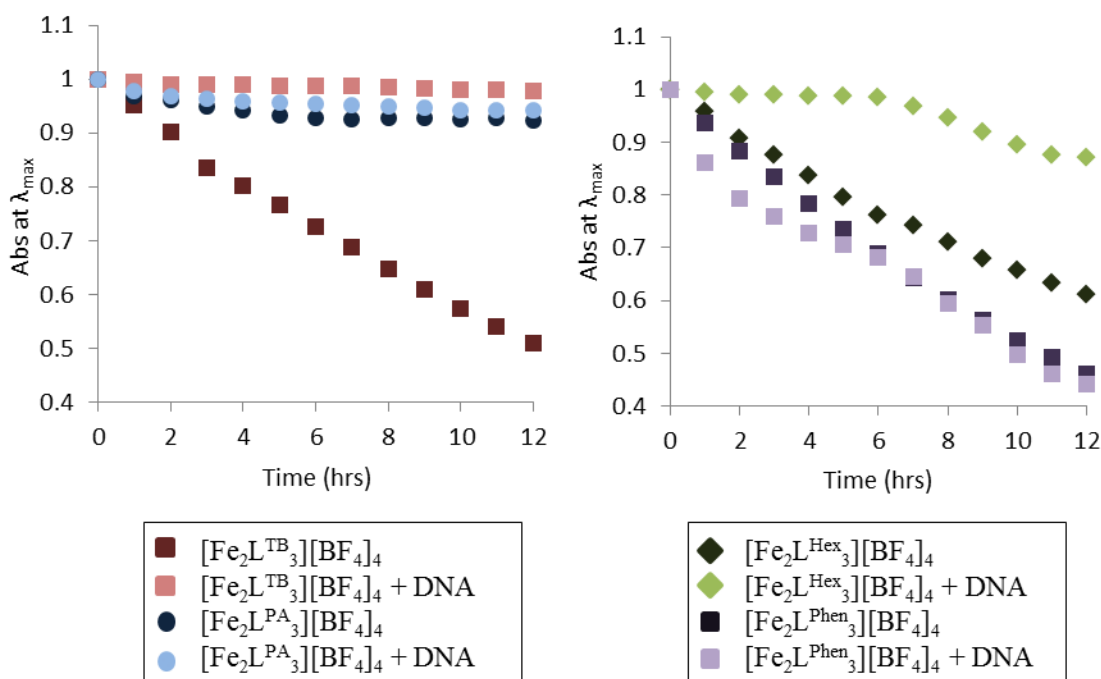 1.1
1
0.9
0.8
0.7
0.6
0.5
0.4
Abs at λmax
0 2 4 6 8 10 12
Time (hrs)
[Fe₂Lᵀᴮ₃][BF₄]₄
[Fe₂Lᵀᴮ₃][BF₄]₄ + DNA
[Fe₂Lᴾᴬ₃][BF₄]₄
[Fe₂Lᴾᴬ₃][BF₄]₄ + DNA
1.1
1
0.9
0.8
0.7
0.6
0.5
0.4
Abs at λmax
0 2 4 6 8 10 12
Time (hrs)
[Fe₂Lᴴᵉˣ₃][BF₄]₄
[Fe₂Lᴴᵉˣ₃][BF₄]₄ + DNA
[Fe₂Lᴾʰᵉⁿ₃][BF₄]₄
[Fe₂Lᴾʰᵉⁿ₃][BF₄]₄ + DNA